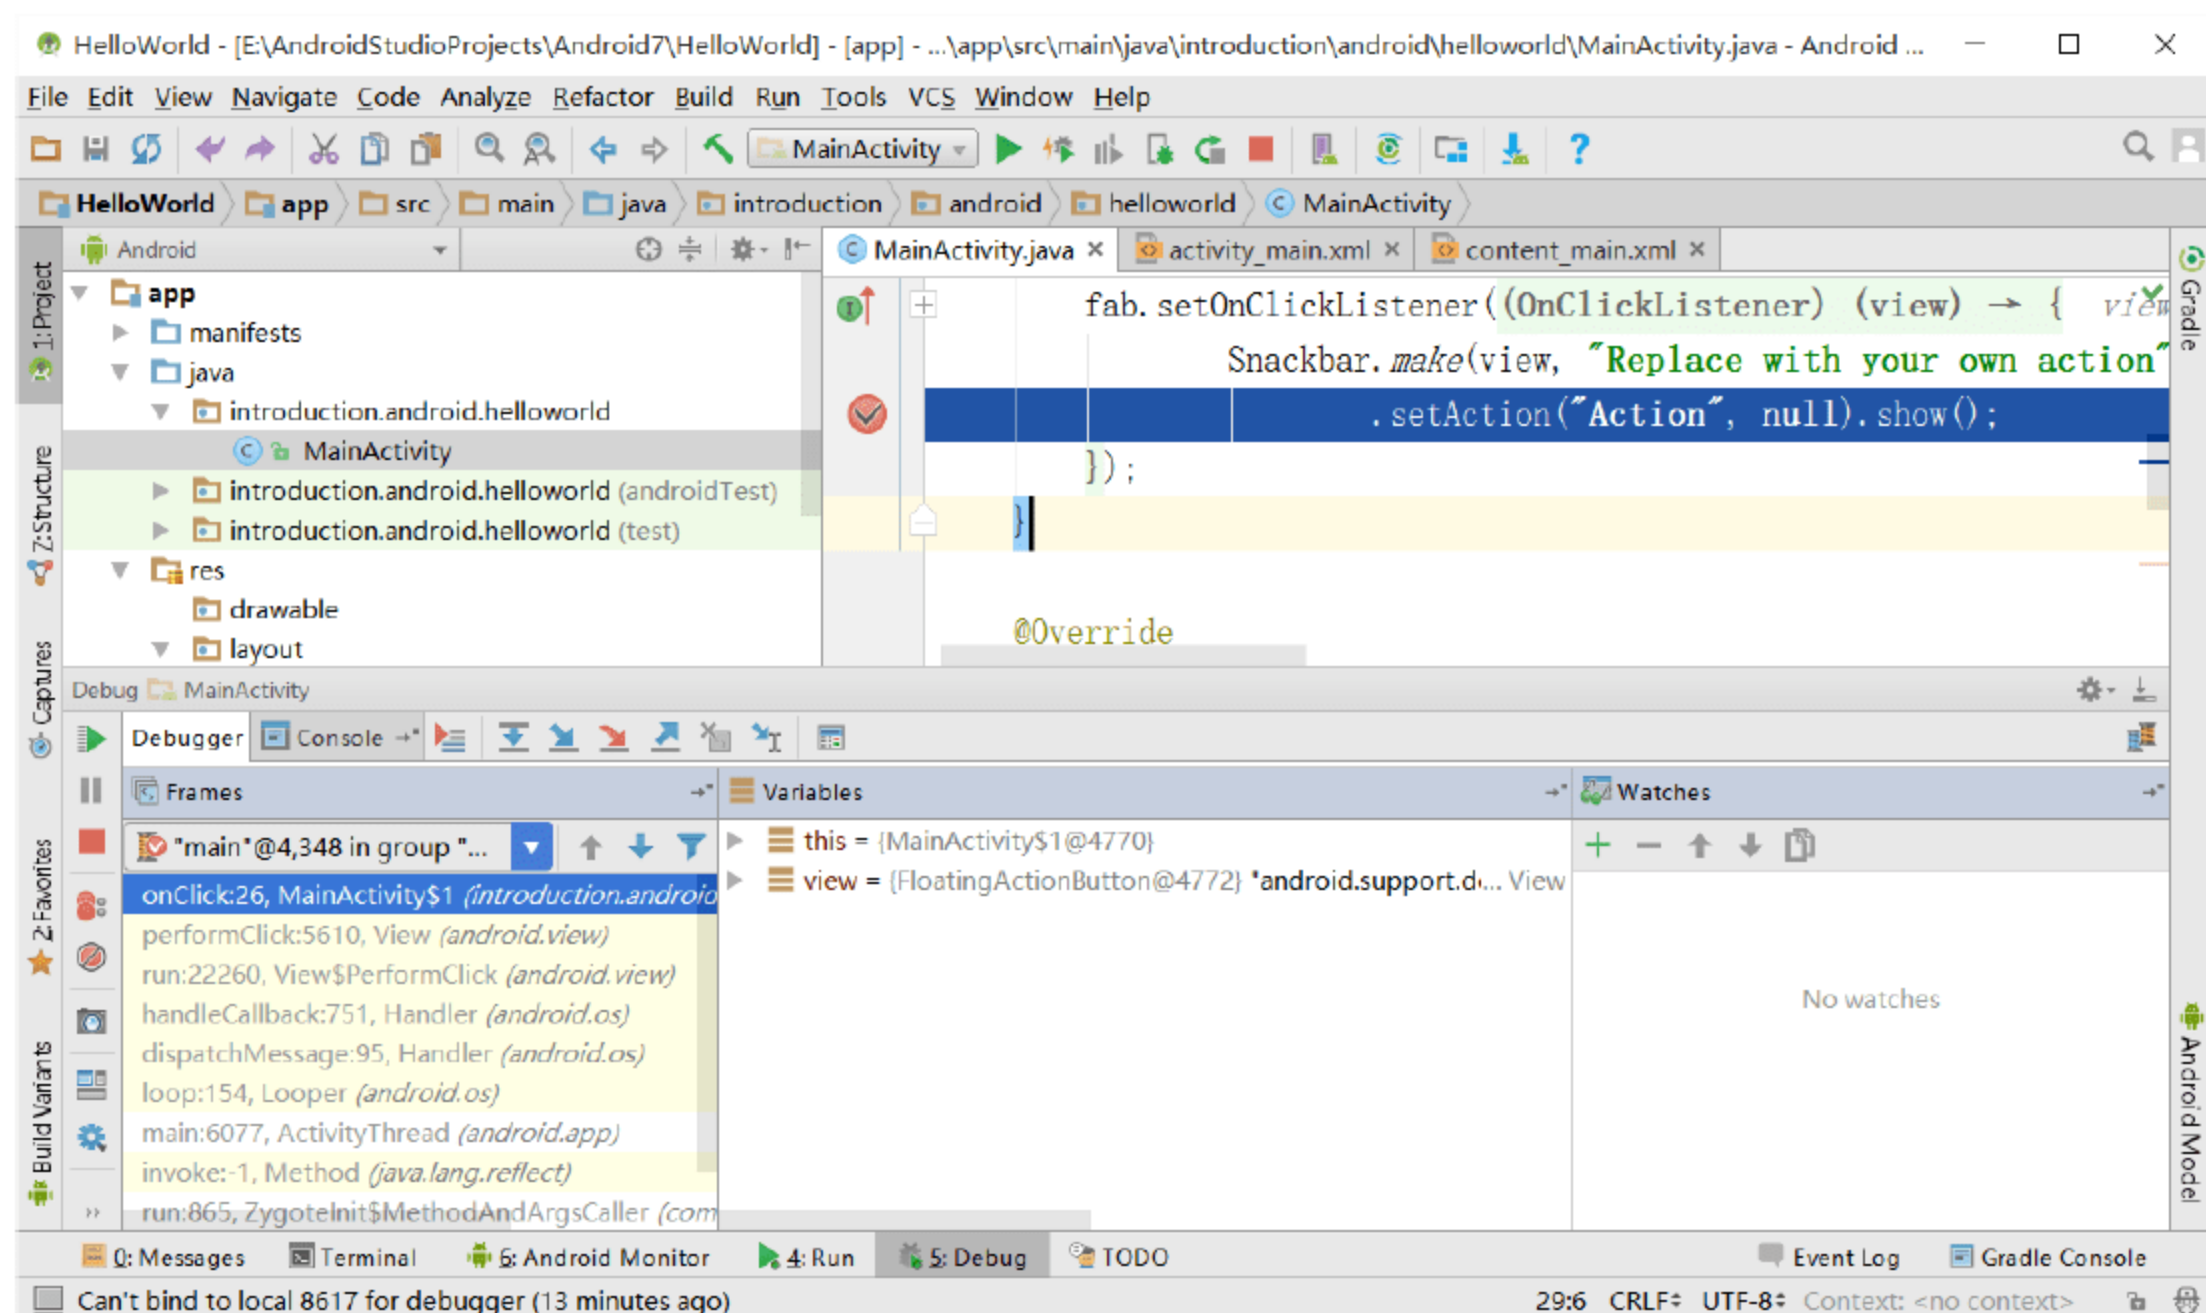 HelloWorld - [E:\AndroidStudioProjects\Android7\HelloWorld] - [app] - ...\app\src\main\java\introduction\android\helloworld\MainActivity.java - Android ...
File Edit View Navigate Code Analyze Refactor Build Run Tools VCS Window Help
MainActivity
HelloWorld app src main java introduction android helloworld MainActivity
Android
MainActivity.java activity_main.xml content_main.xml
1: Project
Z: Structure
Captures
2: Favorites
Build Variants
app
manifests
java
introduction.android.helloworld
MainActivity
introduction.android.helloworld (androidTest)
introduction.android.helloworld (test)
res
drawable
layout
fab.setOnClickListener((OnClickListener) (view) → { view
Snackbar.make(view, "Replace with your own action"
.setAction("Action", null).show();
});
}
@Override
Gradle
Android Model
Debug MainActivity
Debugger Console
Frames
Variables
Watches
"main"@4,348 in group "...
onClick:26, MainActivity$1 (introduction.android
performClick:5610, View (android.view)
run:22260, View$PerformClick (android.view)
handleCallback:751, Handler (android.os)
dispatchMessage:95, Handler (android.os)
loop:154, Looper (android.os)
main:6077, ActivityThread (android.app)
invoke:-1, Method (java.lang.reflect)
run:865, ZygoteInit$MethodAndArgsCaller (com
this = {MainActivity$1@4770}
view = {FloatingActionButton@4772} "android.support.d... View
No watches
0: Messages Terminal 6: Android Monitor 4: Run 5: Debug TODO Event Log Gradle Console
Can't bind to local 8617 for debugger (13 minutes ago) 29:6 CRLF UTF-8 Context: <no context>